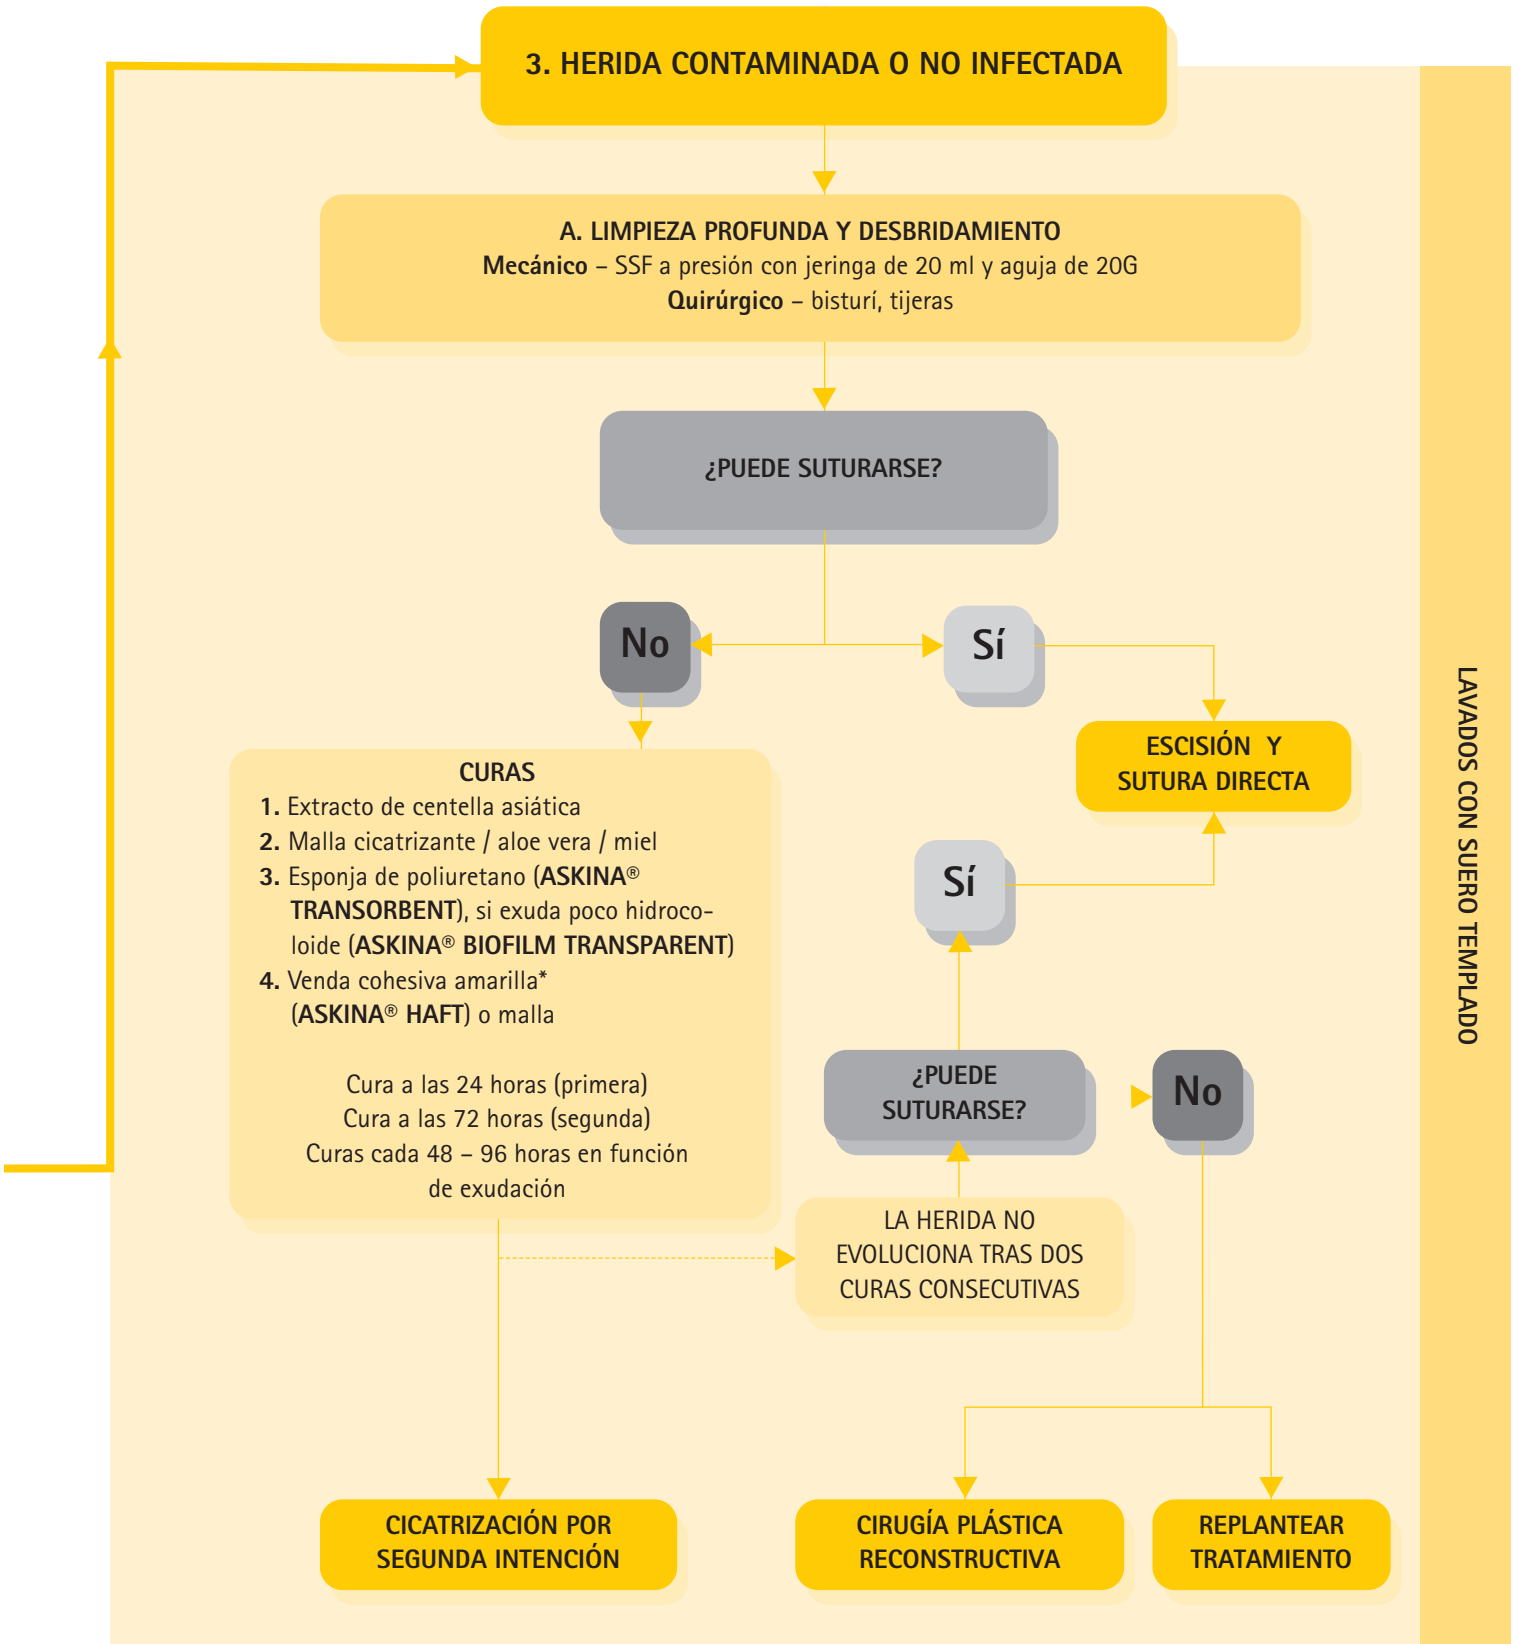 3. HERIDA CONTAMINADA O NO INFECTADA
A. LIMPIEZA PROFUNDA Y DESBRIDAMIENTO
Mecánico – SSF a presión con jeringa de 20 ml y aguja de 20G
Quirúrgico – bisturí, tijeras
¿PUEDE SUTURARSE?
No
Sí
ESCISIÓN Y
SUTURA DIRECTA
CURAS
1. Extracto de centella asiática
2. Malla cicatrizante / aloe vera / miel
3. Esponja de poliuretano (ASKINA®
TRANSORBENT), si exuda poco hidroco-
loide (ASKINA® BIOFILM TRANSPARENT)
4. Venda cohesiva amarilla*
(ASKINA® HAFT) o malla
Cura a las 24 horas (primera)
Cura a las 72 horas (segunda)
Curas cada 48 – 96 horas en función
de exudación
Sí
¿PUEDE
SUTURARSE?
No
LA HERIDA NO
EVOLUCIONA TRAS DOS
CURAS CONSECUTIVAS
CICATRIZACIÓN POR
SEGUNDA INTENCIÓN
CIRUGÍA PLÁSTICA
RECONSTRUCTIVA
REPLANTEAR
TRATAMIENTO
LAVADOS CON SUERO TEMPLADO